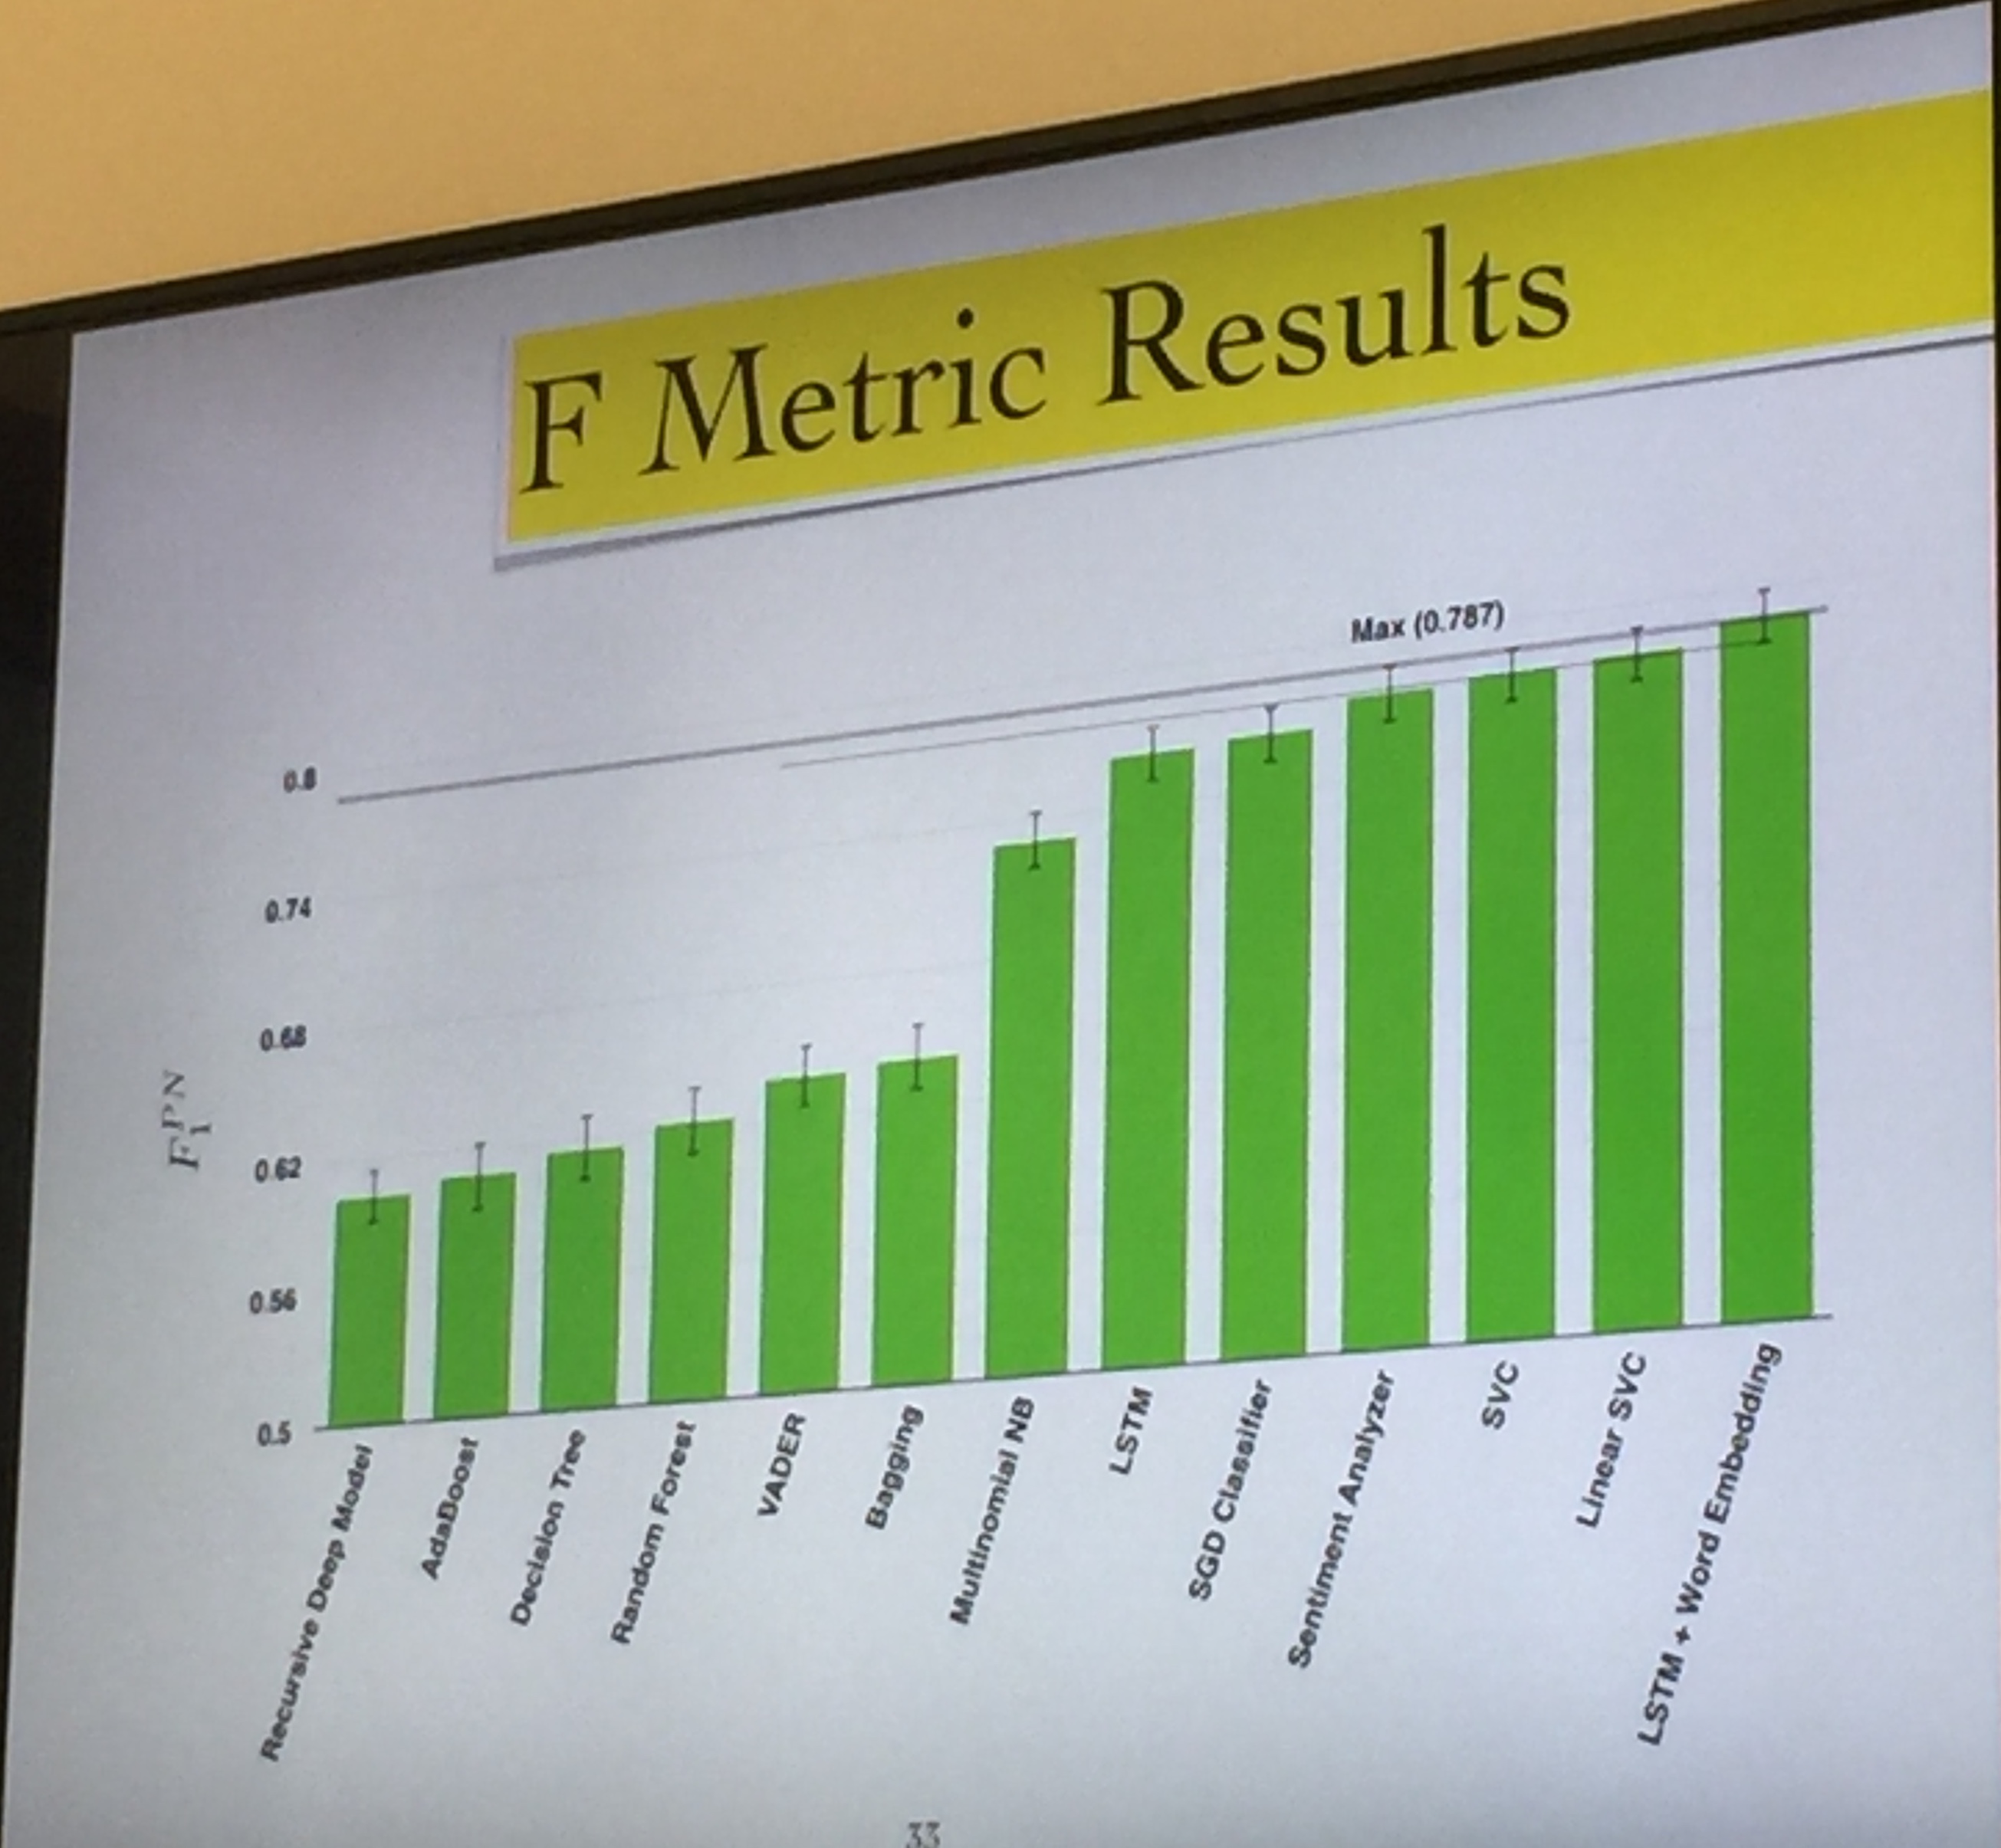 F Metric Results
Max (0.787)
0.8
0.74
0.68
0.62
0.56
0.5
F₁ᴾᴺ
Recursive Deep Model
AdaBoost
Decision Tree
Random Forest
VADER
Bagging
Multinomial NB
LSTM
SGD Classifier
Sentiment Analyzer
SVC
Linear SVC
LSTM + Word Embedding
33